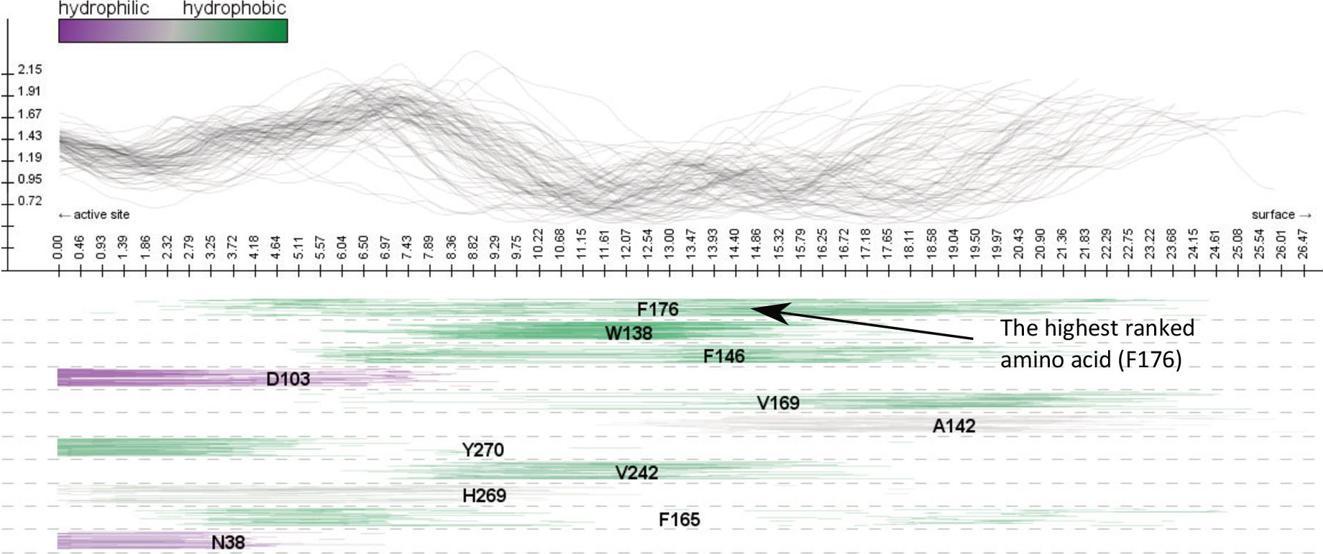 hydrophilic hydrophobic
2.15
1.91
1.67
1.43
1.19
0.95
0.72
← active site surface →
0.00 0.46 0.93 1.39 1.86 2.32 2.79 3.25 3.72 4.18 4.64 5.11 5.57 6.04 6.50 6.97 7.43 7.89 8.36 8.82 9.29 9.75 10.22 10.68 11.15 11.61 12.07 12.54 13.00 13.47 13.93 14.40 14.86 15.32 15.79 16.25 16.72 17.18 17.65 18.11 18.58 19.04 19.50 19.97 20.43 20.90 21.36 21.83 22.29 22.75 23.22 23.68 24.15 24.61 25.08 25.54 26.01 26.47
F176
The highest ranked
W138
F146
amino acid (F176)
D103
V169
A142
Y270
V242
H269
F165
N38